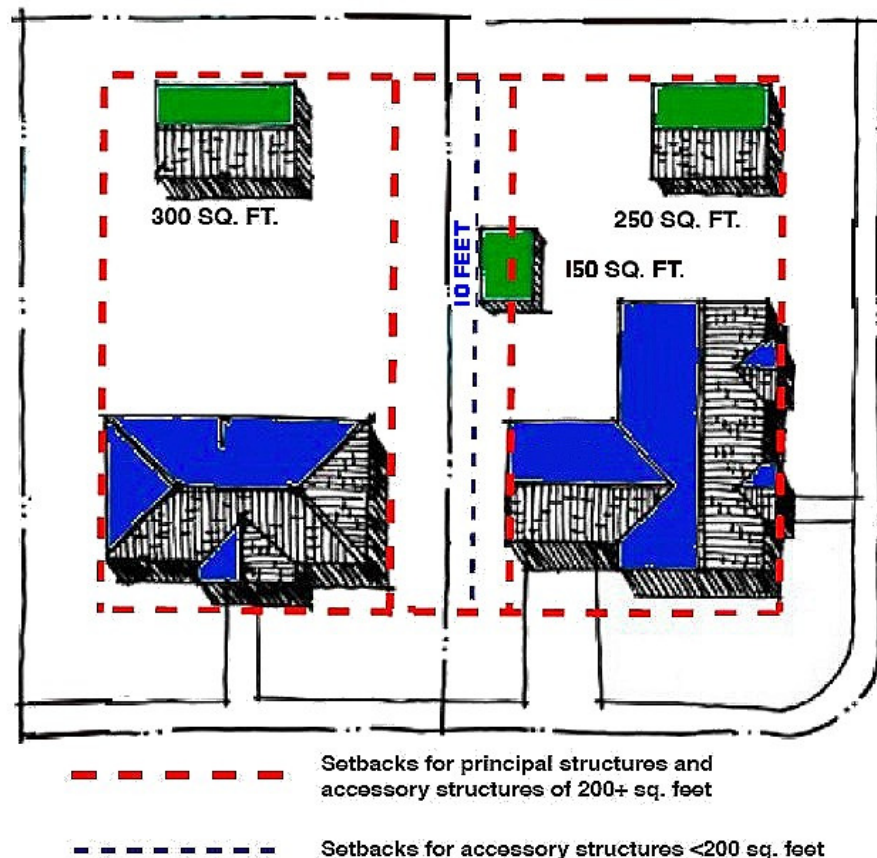 300 SQ. FT.
250 SQ. FT.
10 FEET
150 SQ. FT.
Setbacks for principal structures and
accessory structures of 200+ sq. feet
Setbacks for accessory structures <200 sq. feet